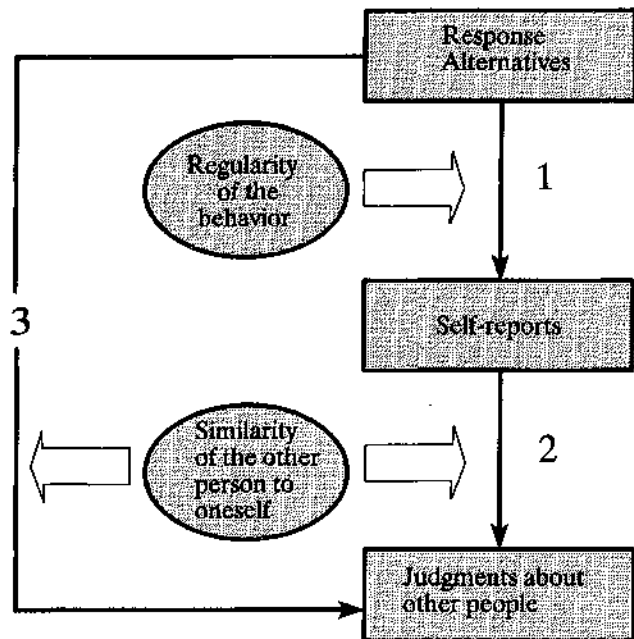 Response
Alternatives
Regularity
of the
behavior
1
Self-reports
3
Similarity
of the other
person to
oneself
2
Judgments about
other people